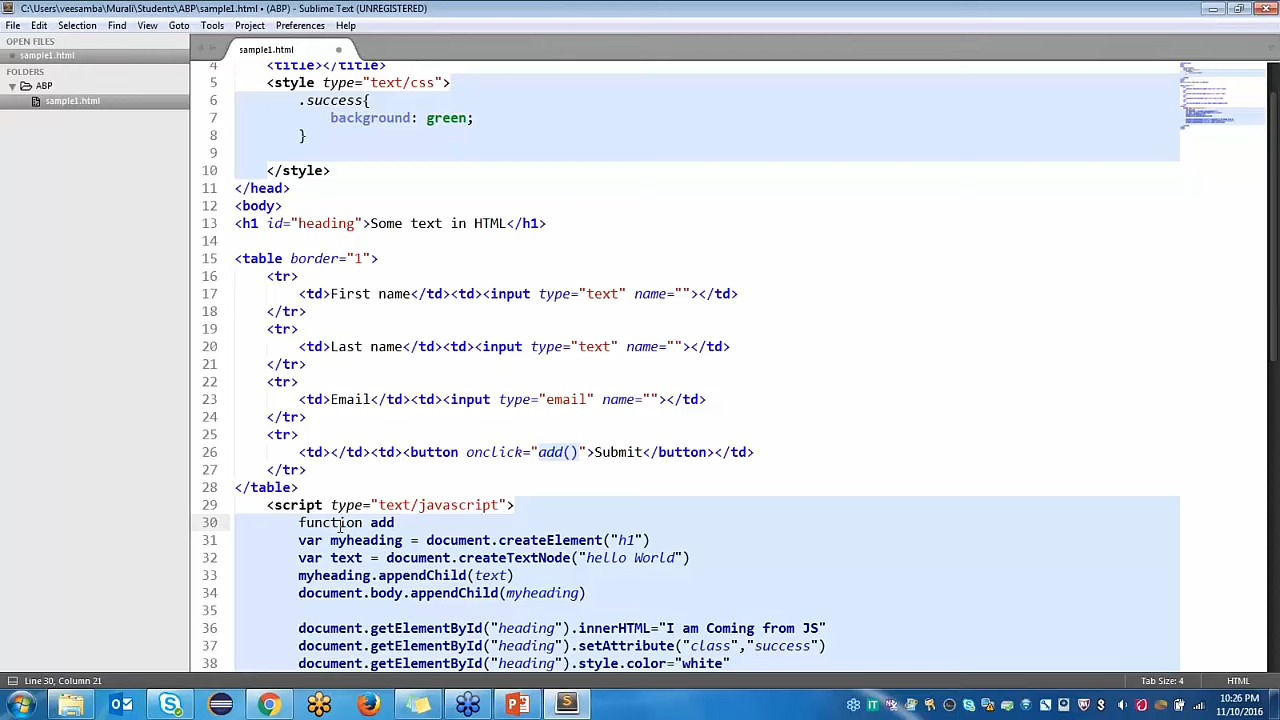 C:\Users\veesamba\Murali\Students\ABP\sample1.html • (ABP) - Sublime Text (UNREGISTERED)
File Edit Selection Find View Goto Tools Project Preferences Help
OPEN FILES
sample1.html
FOLDERS
ABP
sample1.html
sample1.html
4 <title></title>
5 <style type="text/css">
6 .success{
7 background: green;
8 }
9
10 </style>
11 </head>
12 <body>
13 <h1 id="heading">Some text in HTML</h1>
14
15 <table border="1">
16 <tr>
17 <td>First name</td><td><input type="text" name=""></td>
18 </tr>
19 <tr>
20 <td>Last name</td><td><input type="text" name=""></td>
21 </tr>
22 <tr>
23 <td>Email</td><td><input type="email" name=""></td>
24 </tr>
25 <tr>
26 <td></td><td><button onclick="add()">Submit</button></td>
27 </tr>
28 </table>
29 <script type="text/javascript">
30 function add
31 var myheading = document.createElement("h1")
32 var text = document.createTextNode("hello World")
33 myheading.appendChild(text)
34 document.body.appendChild(myheading)
35
36 document.getElementById("heading").innerHTML="I am Coming from JS"
37 document.getElementById("heading").setAttribute("class","success")
38 document.getElementById("heading").style.color="white"
Line 30, Column 21 Tab Size: 4 HTML
10:26 PM
11/10/2016